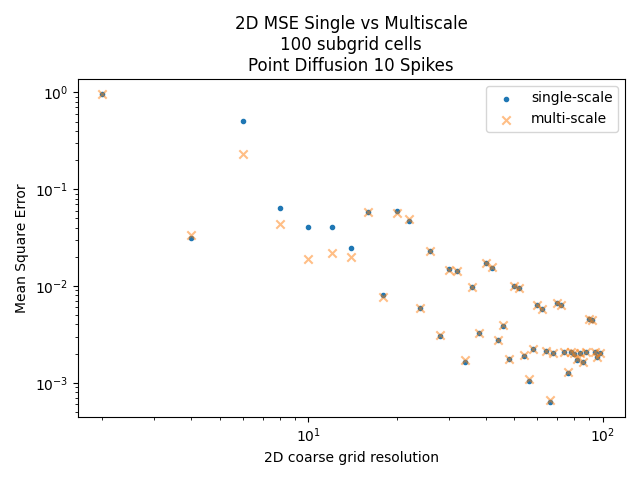 2D MSE Single vs Multiscale
100 subgrid cells
Point Diffusion 10 Spikes
single-scale
multi-scale
Mean Square Error
10⁰
10⁻¹
10⁻²
10⁻³
10¹
10²
2D coarse grid resolution